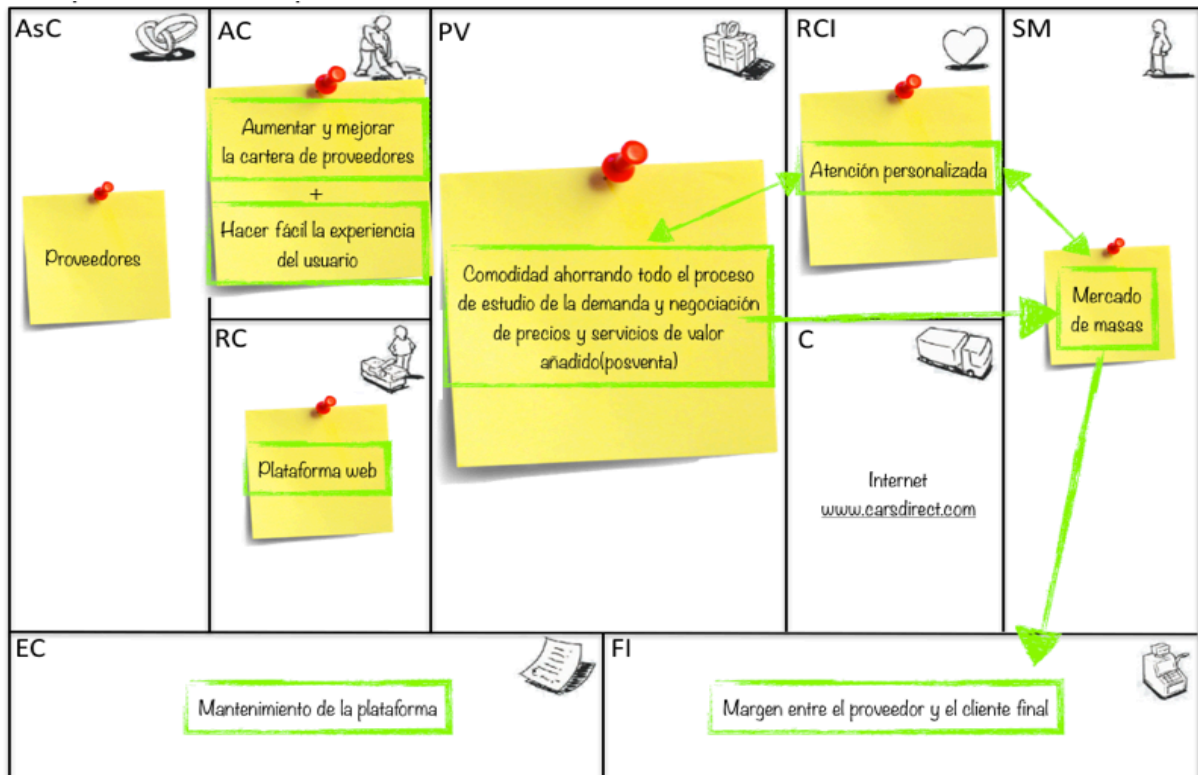 AsC
Proveedores
AC
Aumentar y mejorar
la cartera de proveedores
+
Hacer fácil la experiencia
del usuario
RC
Plataforma web
PV
Comodidad ahorrando todo el proceso
de estudio de la demanda y negociación
de precios y servicios de valor
añadido(posventa)
RCI
Atención personalizada
C
Internet
www.carsdirect.com
SM
Mercado
de masas
EC
Mantenimiento de la plataforma
FI
Margen entre el proveedor y el cliente final